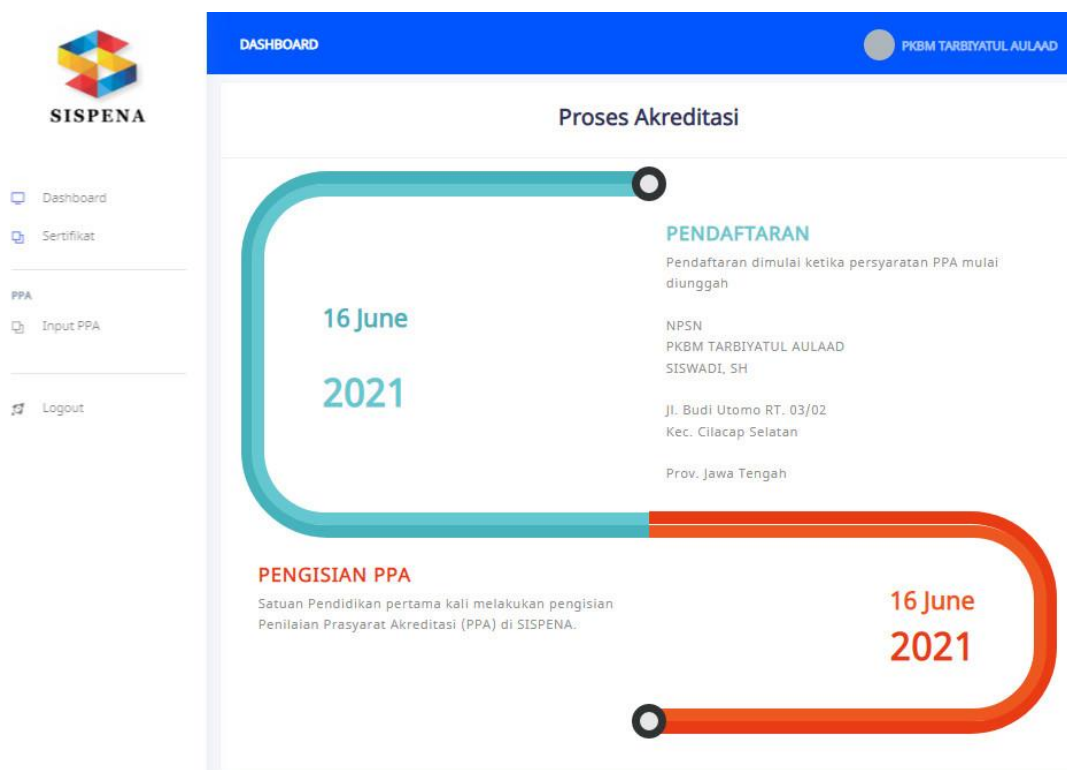 SISPENA
Dashboard
Sertifikat
PPA
Input PPA
Logout
DASHBOARD
PKBM TARBIYATUL AULAAD
Proses Akreditasi
16 June
2021
PENDAFTARAN
Pendaftaran dimulai ketika persyaratan PPA mulai
diunggah
NPSN
PKBM TARBIYATUL AULAAD
SISWADI, SH
Jl. Budi Utomo RT. 03/02
Kec. Cilacap Selatan
Prov. Jawa Tengah
PENGISIAN PPA
Satuan Pendidikan pertama kali melakukan pengisian
Penilaian Prasyarat Akreditasi (PPA) di SISPENA.
16 June
2021